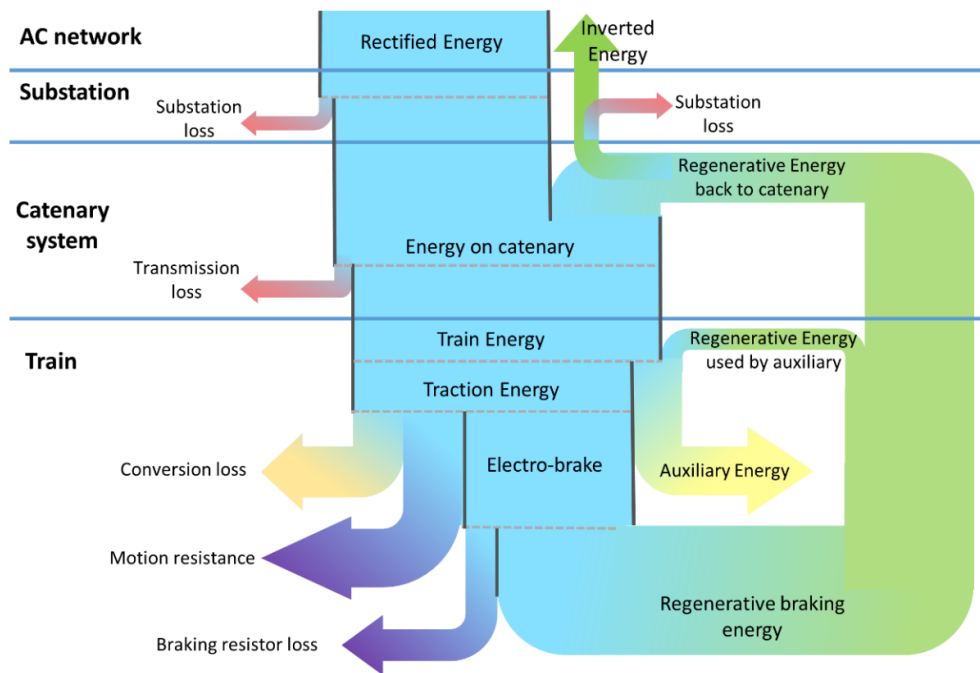 AC network
Rectified Energy
Inverted
Energy
Substation
Substation
loss
Substation
loss
Regenerative Energy
back to catenary
Catenary
system
Energy on catenary
Transmission
loss
Train Energy
Regenerative Energy
used by auxiliary
Train
Traction Energy
Conversion loss
Electro-brake
Auxiliary Energy
Motion resistance
Regenerative braking
energy
Braking resistor loss